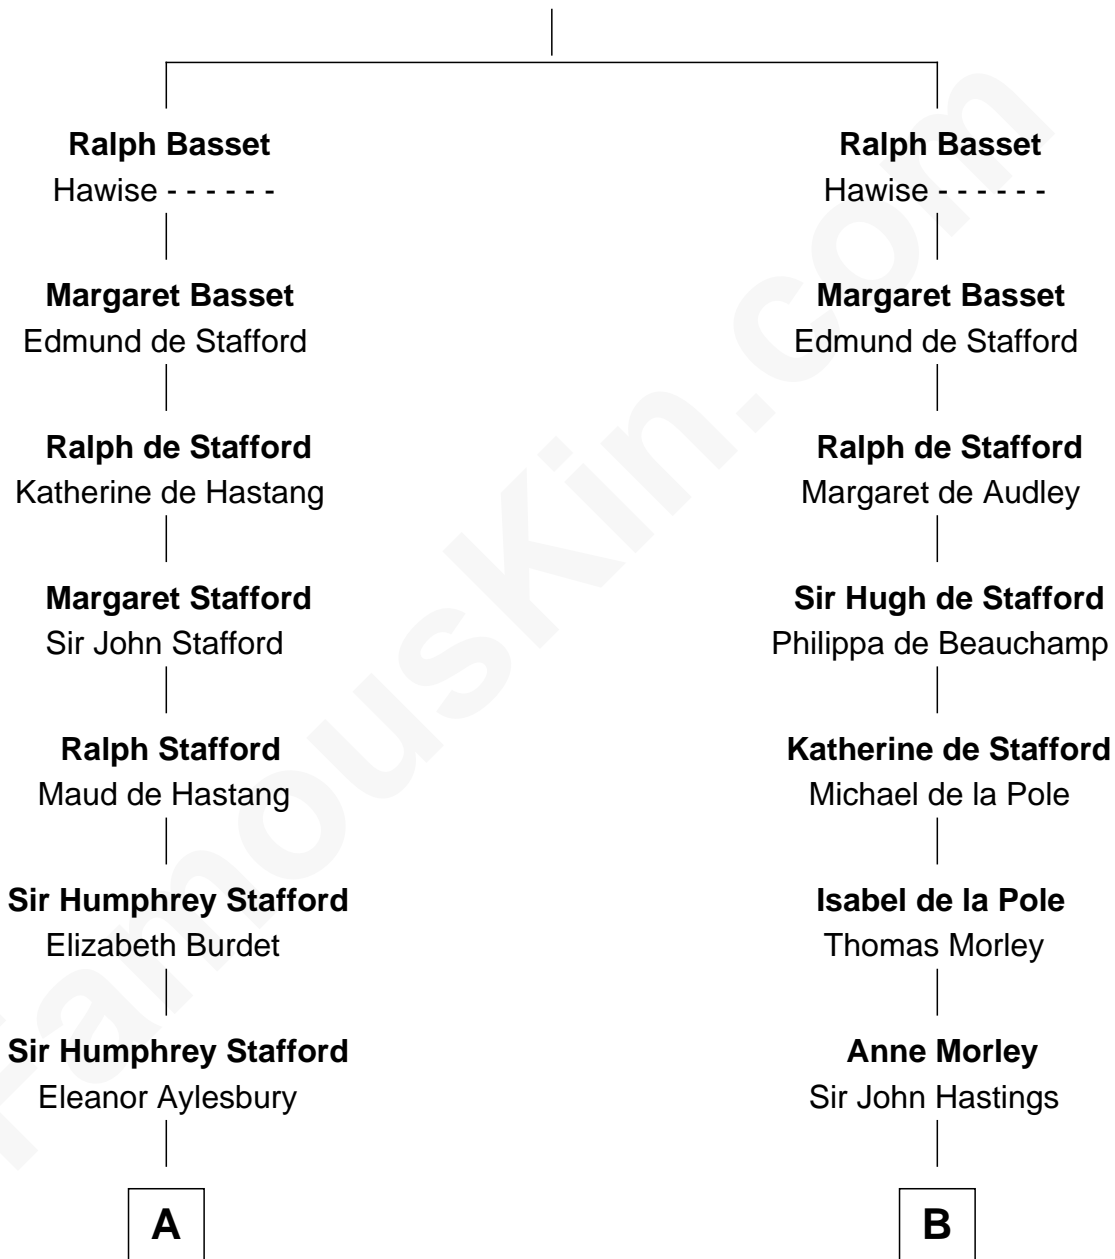 Ralph Basset
Hawise - - - - - -
Margaret Basset
Edmund de Stafford
Ralph de Stafford
Katherine de Hastang
Margaret Stafford
Sir John Stafford
Ralph Stafford
Maud de Hastang
Sir Humphrey Stafford
Elizabeth Burdet
Sir Humphrey Stafford
Eleanor Aylesbury
A
Ralph Basset
Hawise - - - - - -
Margaret Basset
Edmund de Stafford
Ralph de Stafford
Margaret de Audley
Sir Hugh de Stafford
Philippa de Beauchamp
Katherine de Stafford
Michael de la Pole
Isabel de la Pole
Thomas Morley
Anne Morley
Sir John Hastings
B
FamousKin.com